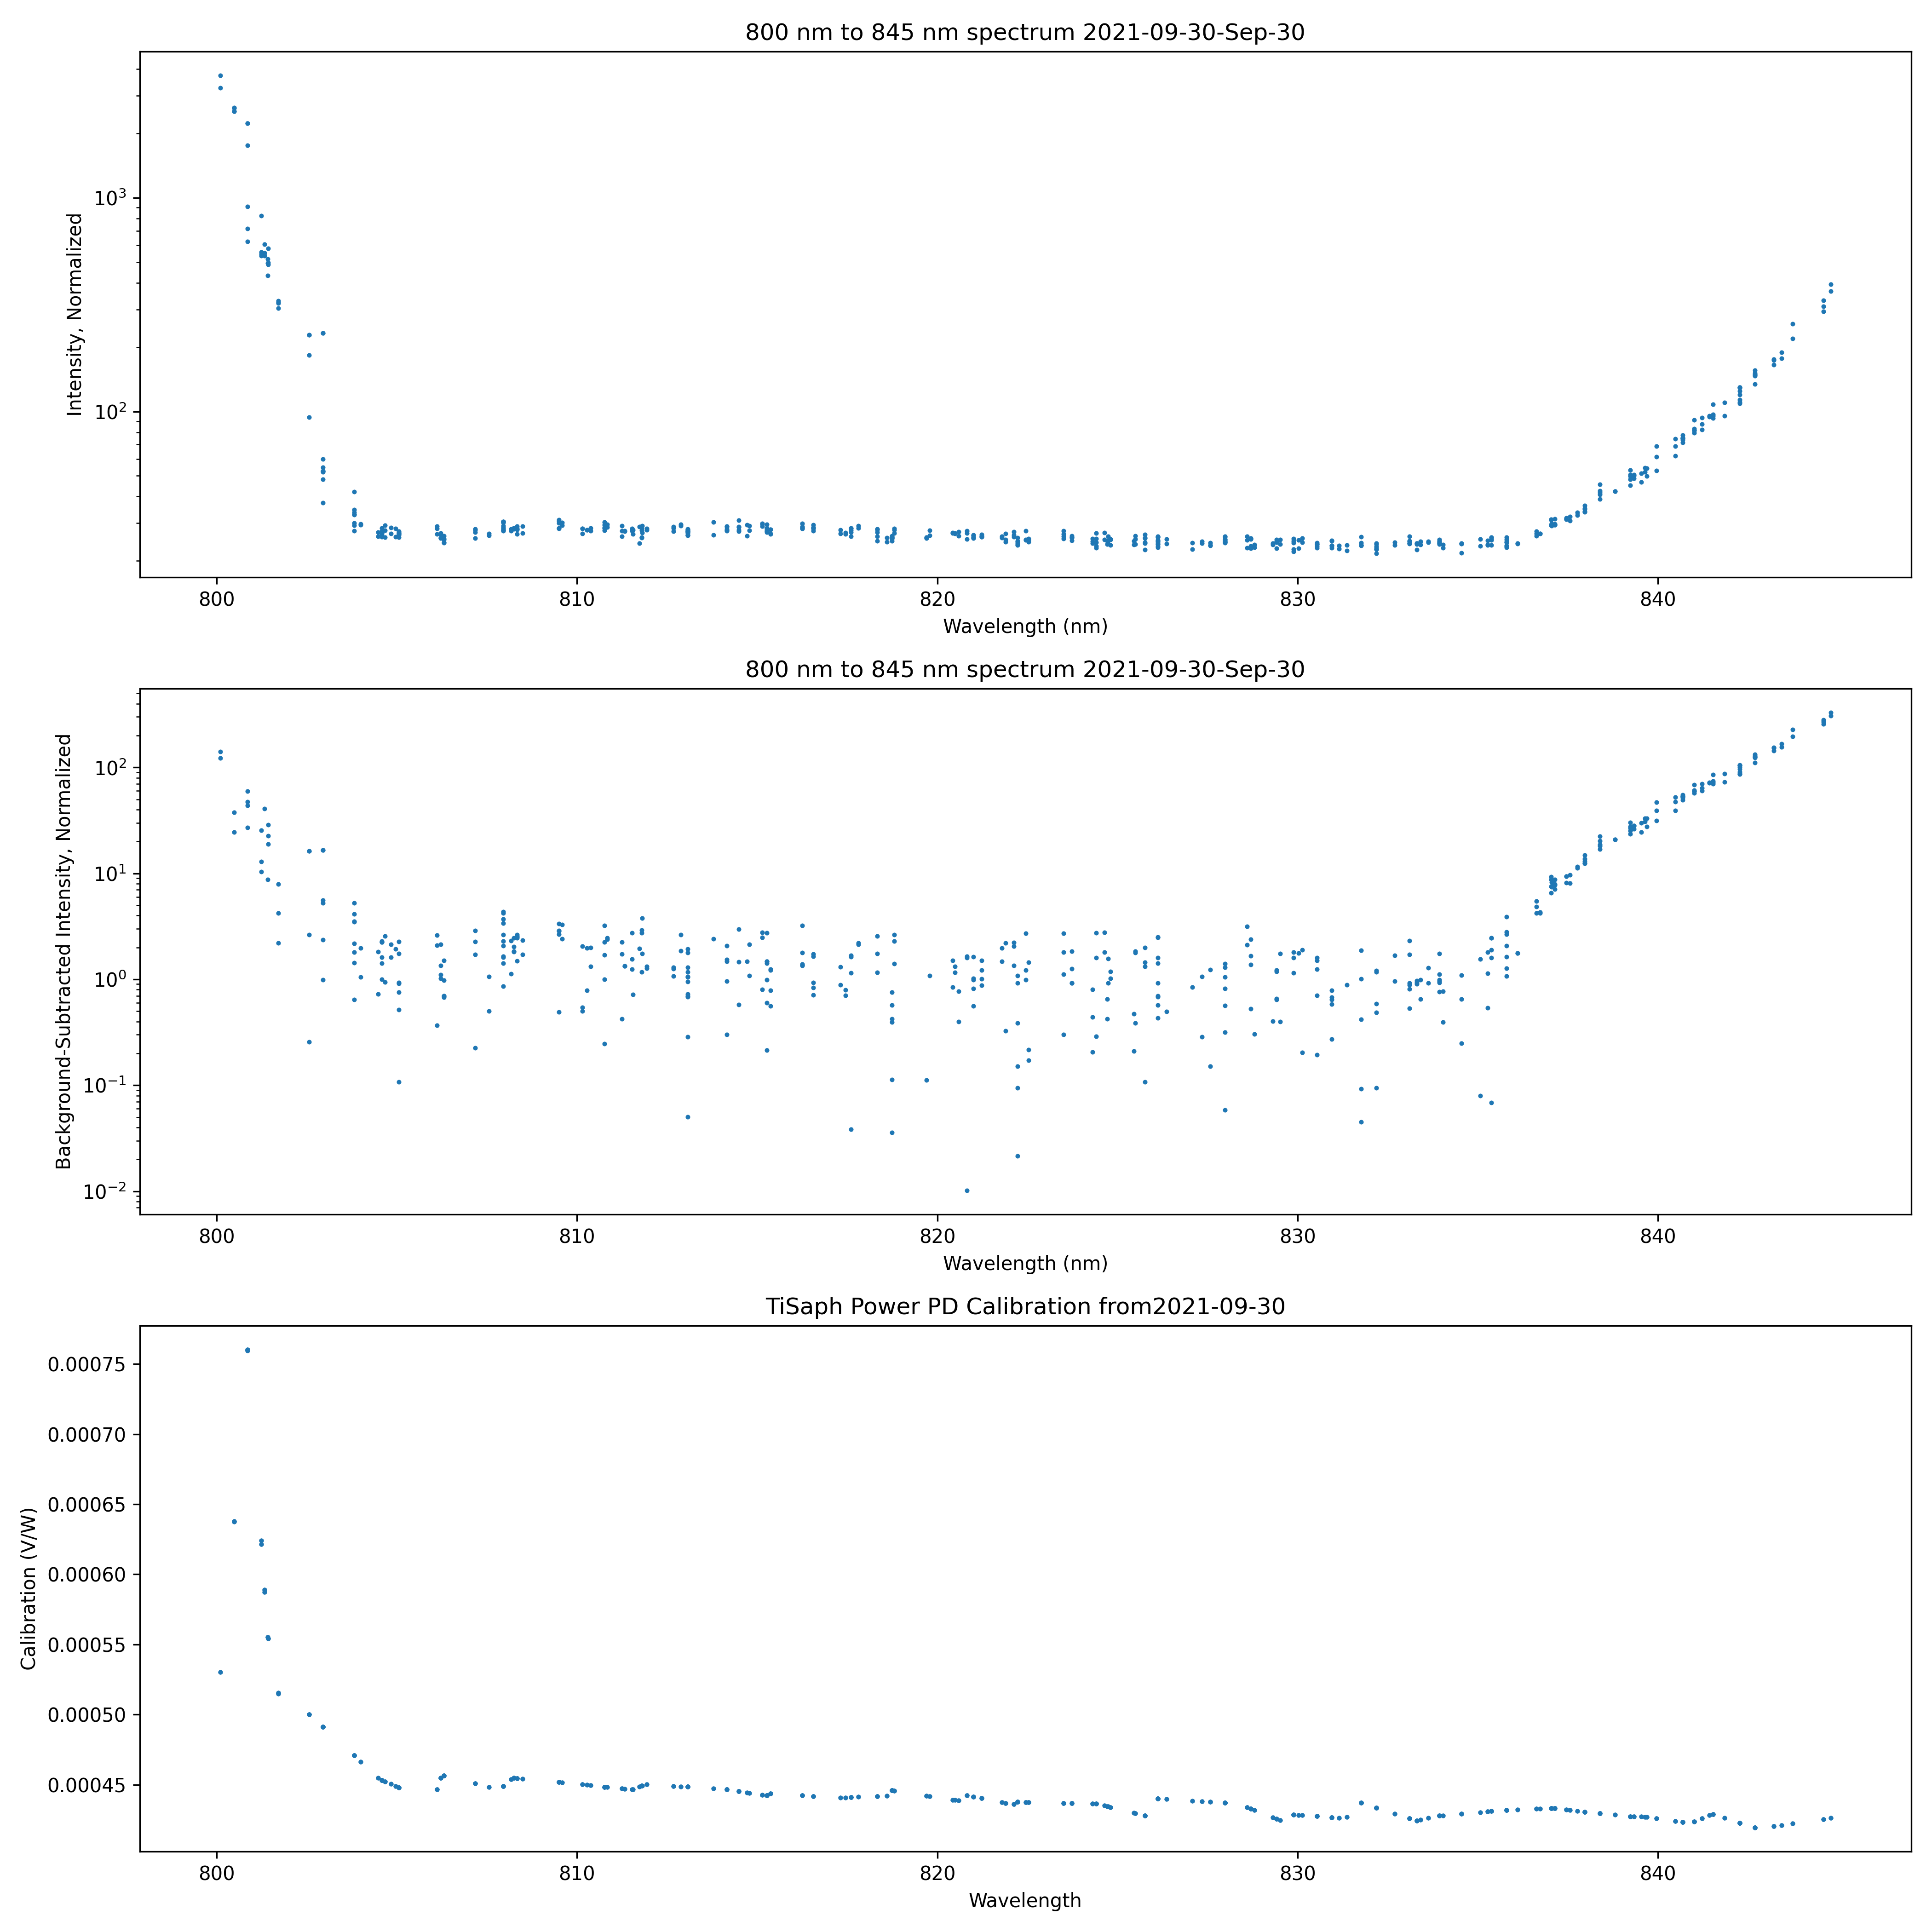 800 nm to 845 nm spectrum 2021-09-30-Sep-30
Intensity, Normalized
10³
10²
800 810 820 830 840
Wavelength (nm)
800 nm to 845 nm spectrum 2021-09-30-Sep-30
Background-Subtracted Intensity, Normalized
10²
10¹
10⁰
10⁻¹
10⁻²
800 810 820 830 840
Wavelength (nm)
TiSaph Power PD Calibration from2021-09-30
Calibration (V/W)
0.00075
0.00070
0.00065
0.00060
0.00055
0.00050
0.00045
800 810 820 830 840
Wavelength